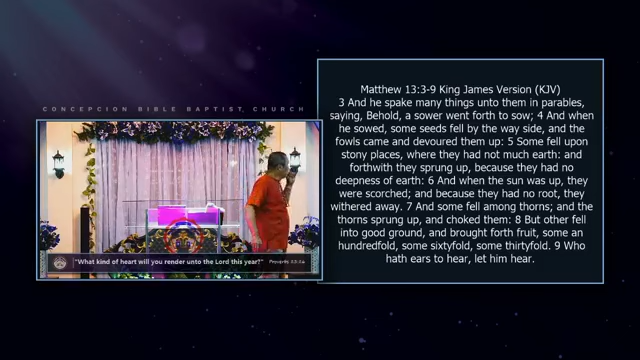 CONCEPCION BIBLE BAPTIST CHURCH
"What kind of heart will you render unto the Lord this year?"
Matthew 13:3-9 King James Version (KJV)
3 And he spake many things unto them in parables,
saying, Behold, a sower went forth to sow; 4 And when
he sowed, some seeds fell by the way side, and the
fowls came and devoured them up: 5 Some fell upon
stony places, where they had not much earth: and
forthwith they sprung up, because they had no
deepness of earth: 6 And when the sun was up, they
were scorched; and because they had no root, they
withered away. 7 And some fell among thorns; and the
thorns sprung up, and choked them: 8 But other fell
into good ground, and brought forth fruit, some an
hundredfold, some sixtyfold, some thirtyfold. 9 Who
hath ears to hear, let him hear.